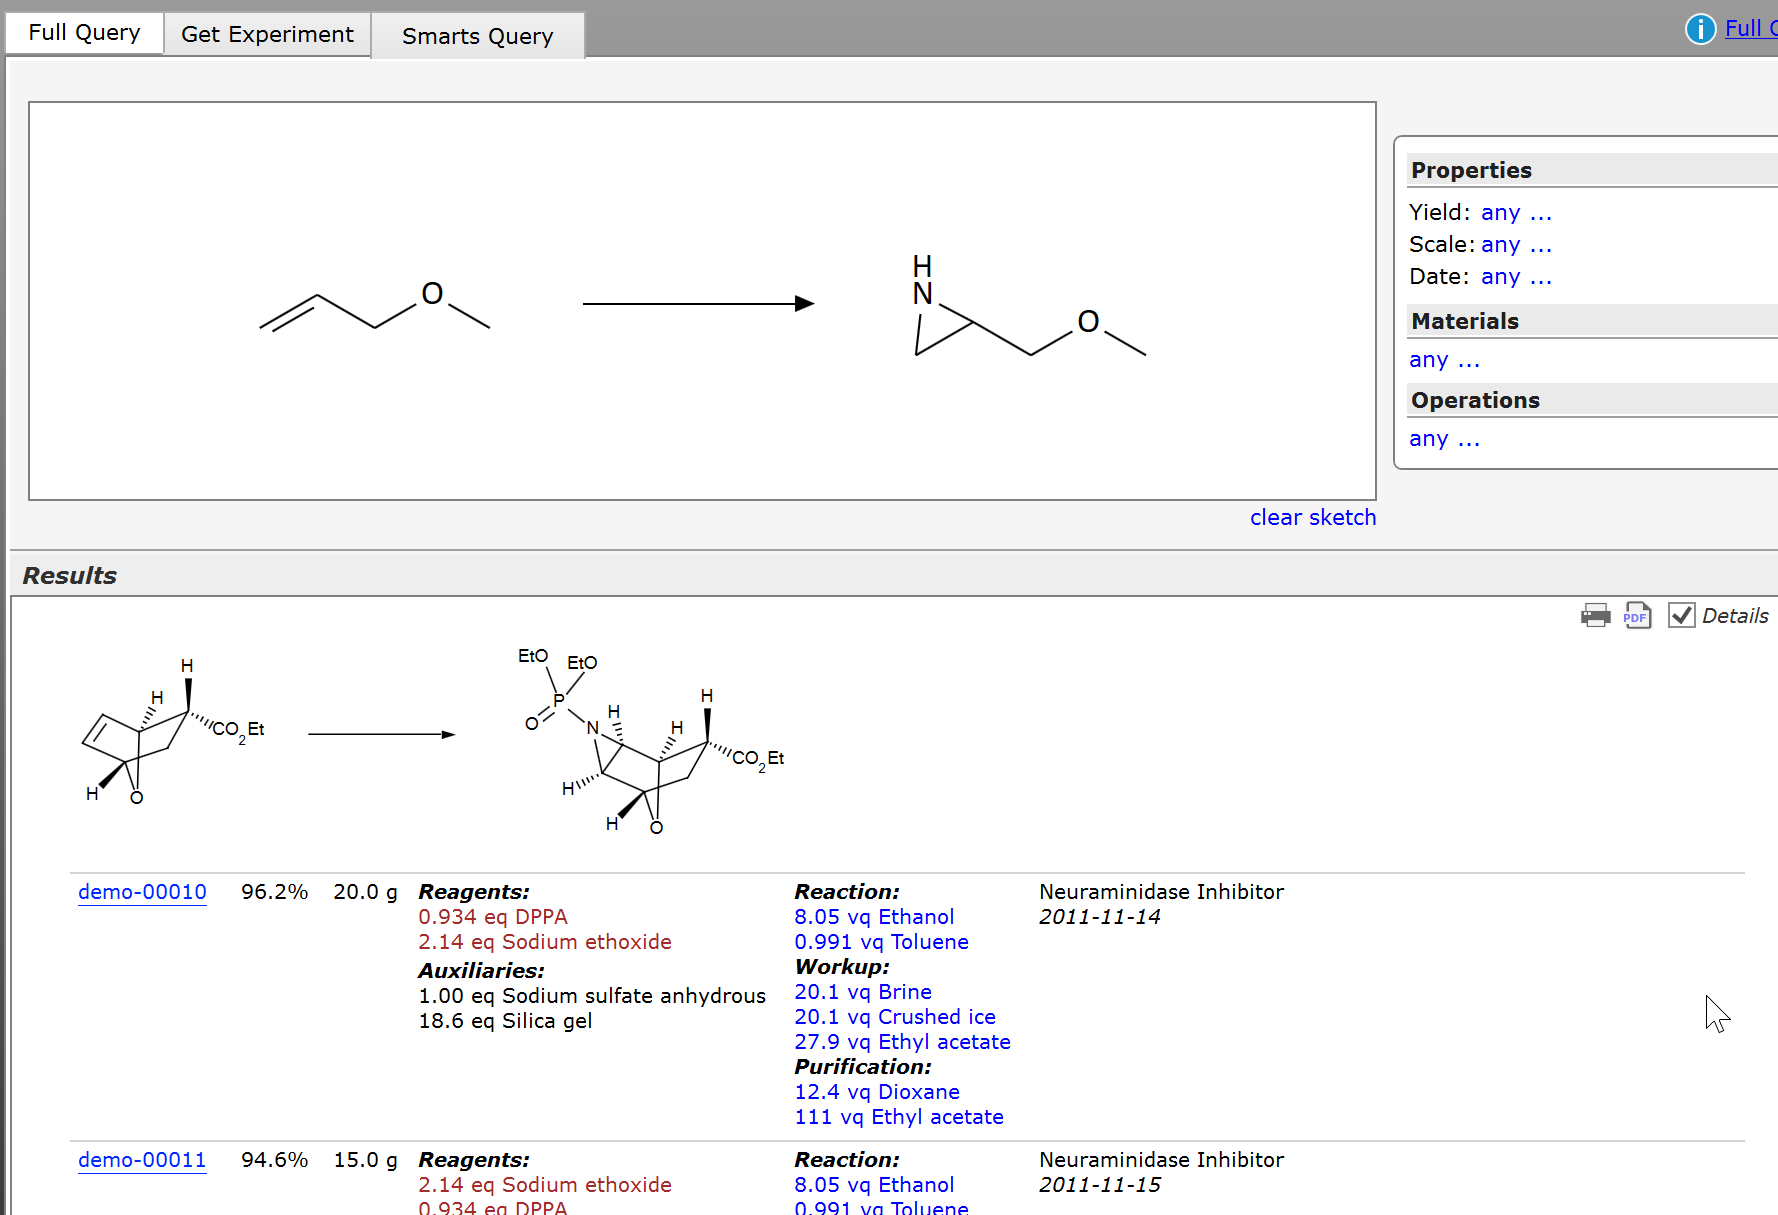 Full Query
Get Experiment
Smarts Query
Full
H
N
O
O
Properties
Yield: any ...
Scale: any ...
Date: any ...
Materials
any ...
Operations
any ...
clear sketch
Results
PDF
Details
H
H
CO2Et
H
O
EtO
EtO
P
O
N
H
H
H
H
CO2Et
H
O
demo-00010 96.2% 20.0 g
Reagents:
0.934 eq DPPA
2.14 eq Sodium ethoxide
Auxiliaries:
1.00 eq Sodium sulfate anhydrous
18.6 eq Silica gel
Reaction:
8.05 vq Ethanol
0.991 vq Toluene
Workup:
20.1 vq Brine
20.1 vq Crushed ice
27.9 vq Ethyl acetate
Purification:
12.4 vq Dioxane
111 vq Ethyl acetate
Neuraminidase Inhibitor
2011-11-14
demo-00011 94.6% 15.0 g
Reagents:
2.14 eq Sodium ethoxide
0.934 eq DPPA
Reaction:
8.05 vq Ethanol
0.991 vq Toluene
Neuraminidase Inhibitor
2011-11-15